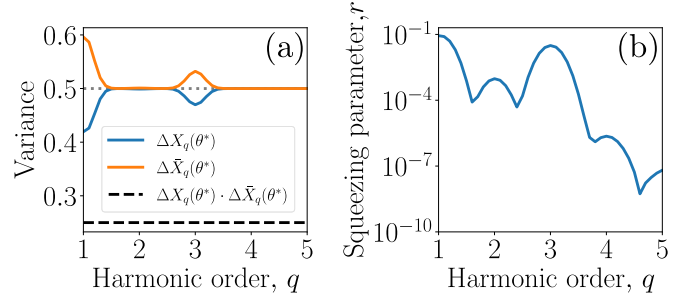 (a)
0.6
0.5
0.4
0.3
Variance
ΔX_q(θ*)
ΔX̄_q(θ*)
ΔX_q(θ*) · ΔX̄_q(θ*)
1 2 3 4 5
Harmonic order, q
(b)
10⁻¹
10⁻⁴
10⁻⁷
10⁻¹⁰
Squeezing parameter,r
1 2 3 4 5
Harmonic order, q